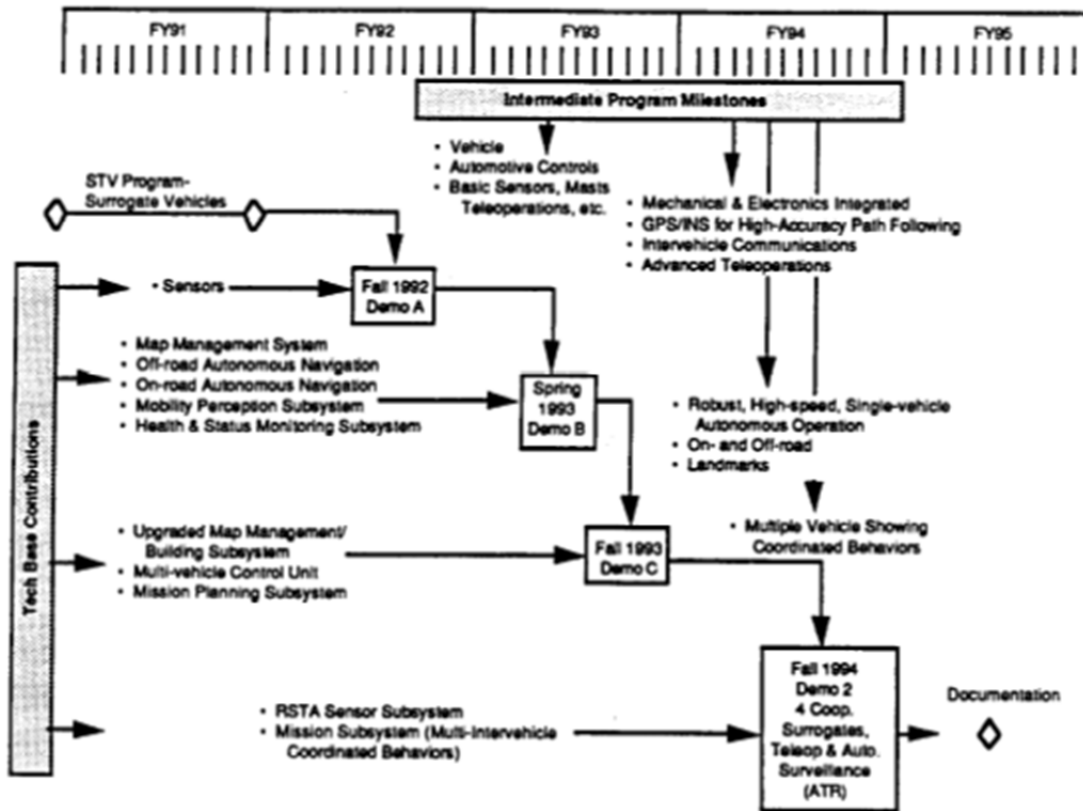 FY91
FY92
FY93
FY94
FY95
Intermediate Program Milestones
• Vehicle
• Automotive Controls
• Basic Sensors, Masts
Teleoperations, etc.
STV Program-
Surrogate Vehicles
• Mechanical & Electronics Integrated
• GPS/INS for High-Accuracy Path Following
• Intervehicle Communications
• Advanced Teleoperations
Tech Base Contributions
• Sensors
Fall 1992
Demo A
• Map Management System
• Off-road Autonomous Navigation
• On-road Autonomous Navigation
• Mobility Perception Subsystem
• Health & Status Monitoring Subsystem
Spring
1993
Demo B
• Robust, High-speed, Single-vehicle
Autonomous Operation
• On- and Off-road
• Landmarks
• Upgraded Map Management/
Building Subsystem
• Multi-vehicle Control Unit
• Mission Planning Subsystem
Fall 1993
Demo C
• Multiple Vehicle Showing
Coordinated Behaviors
• RSTA Sensor Subsystem
• Mission Subsystem (Multi-Intervehicle
Coordinated Behaviors)
Fall 1994
Demo 2
4 Coop.
Surrogates,
Teleop & Auto.
Surveillance
(ATR)
Documentation